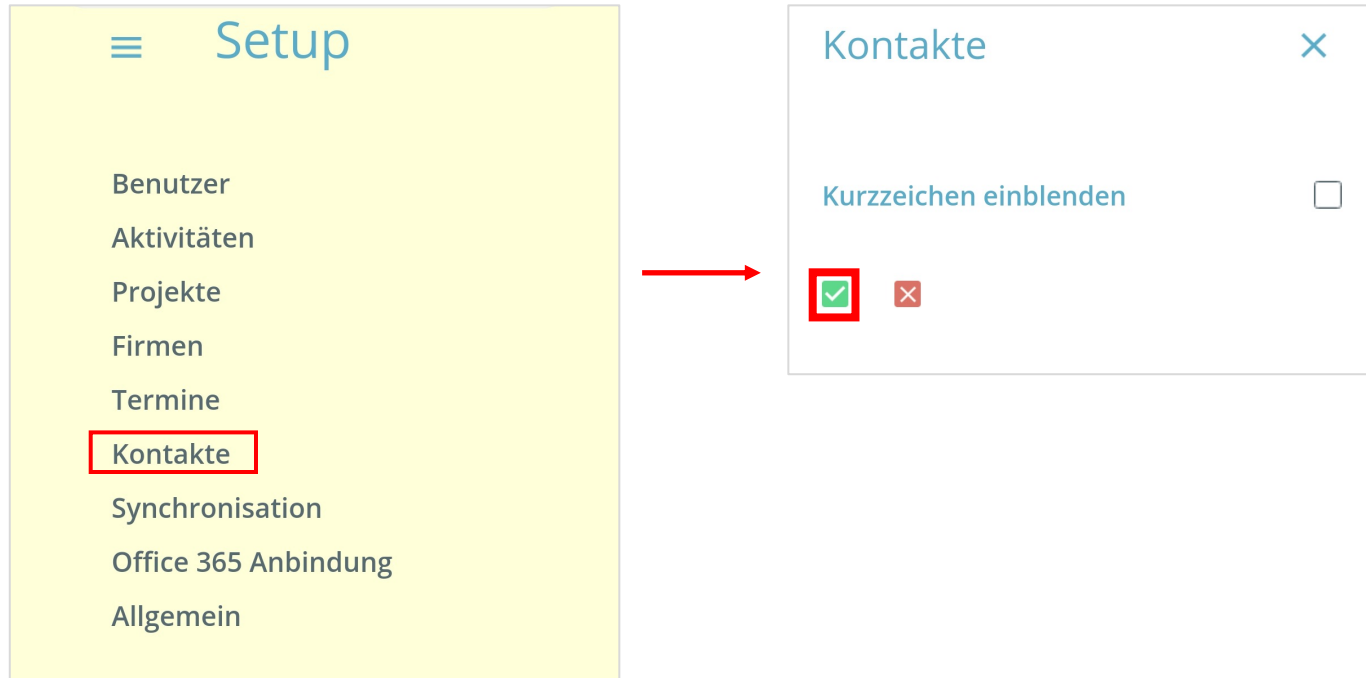 Setup
Benutzer
Aktivitäten
Projekte
Firmen
Termine
Kontakte
Synchronisation
Office 365 Anbindung
Allgemein
Kontakte
Kurzzeichen einblenden